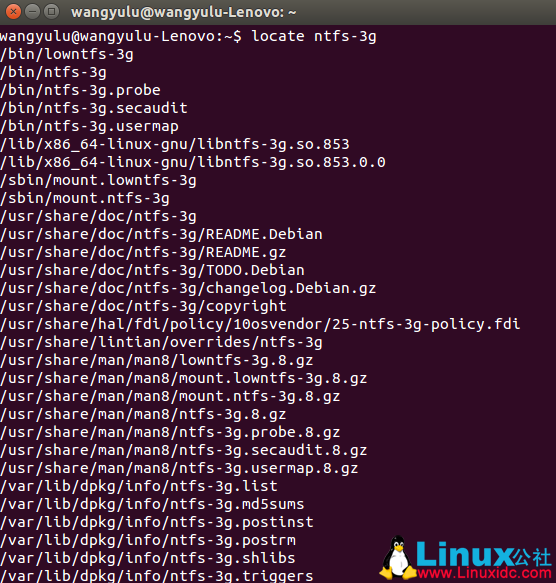 wangyulu@wangyulu-Lenovo: ~
wangyulu@wangyulu-Lenovo:~$ locate ntfs-3g
/bin/lowntfs-3g
/bin/ntfs-3g
/bin/ntfs-3g.probe
/bin/ntfs-3g.secaudit
/bin/ntfs-3g.usermap
/lib/x86_64-linux-gnu/libntfs-3g.so.853
/lib/x86_64-linux-gnu/libntfs-3g.so.853.0.0
/sbin/mount.lowntfs-3g
/sbin/mount.ntfs-3g
/usr/share/doc/ntfs-3g
/usr/share/doc/ntfs-3g/README.Debian
/usr/share/doc/ntfs-3g/README.gz
/usr/share/doc/ntfs-3g/TODO.Debian
/usr/share/doc/ntfs-3g/changelog.Debian.gz
/usr/share/doc/ntfs-3g/copyright
/usr/share/hal/fdi/policy/10osvendor/25-ntfs-3g-policy.fdi
/usr/share/lintian/overrides/ntfs-3g
/usr/share/man/man8/lowntfs-3g.8.gz
/usr/share/man/man8/mount.lowntfs-3g.8.gz
/usr/share/man/man8/mount.ntfs-3g.8.gz
/usr/share/man/man8/ntfs-3g.8.gz
/usr/share/man/man8/ntfs-3g.probe.8.gz
/usr/share/man/man8/ntfs-3g.secaudit.8.gz
/usr/share/man/man8/ntfs-3g.usermap.8.gz
/var/lib/dpkg/info/ntfs-3g.list
/var/lib/dpkg/info/ntfs-3g.md5sums
/var/lib/dpkg/info/ntfs-3g.postinst
/var/lib/dpkg/info/ntfs-3g.postrm
/var/lib/dpkg/info/ntfs-3g.shlibs
/var/lib/dpkg/info/ntfs-3g.triggers
Linux公社
www.Linuxidc.com